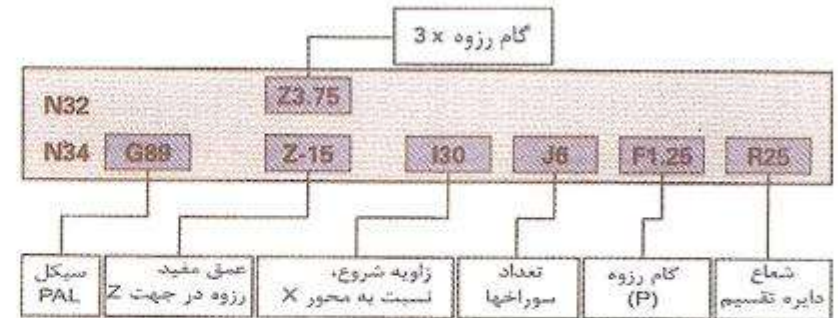 گام رزوه x 3
N32 Z3.75
N34 G89 Z-15 I30 J6 F1.25 R25
سیکل
PAL
عمق مفید
رزوه در جهت Z
زاویه شروع،
نسبت به محور X
تعداد
سوراخها
گام رزوه
(P)
شعاع
دایره تقسیم